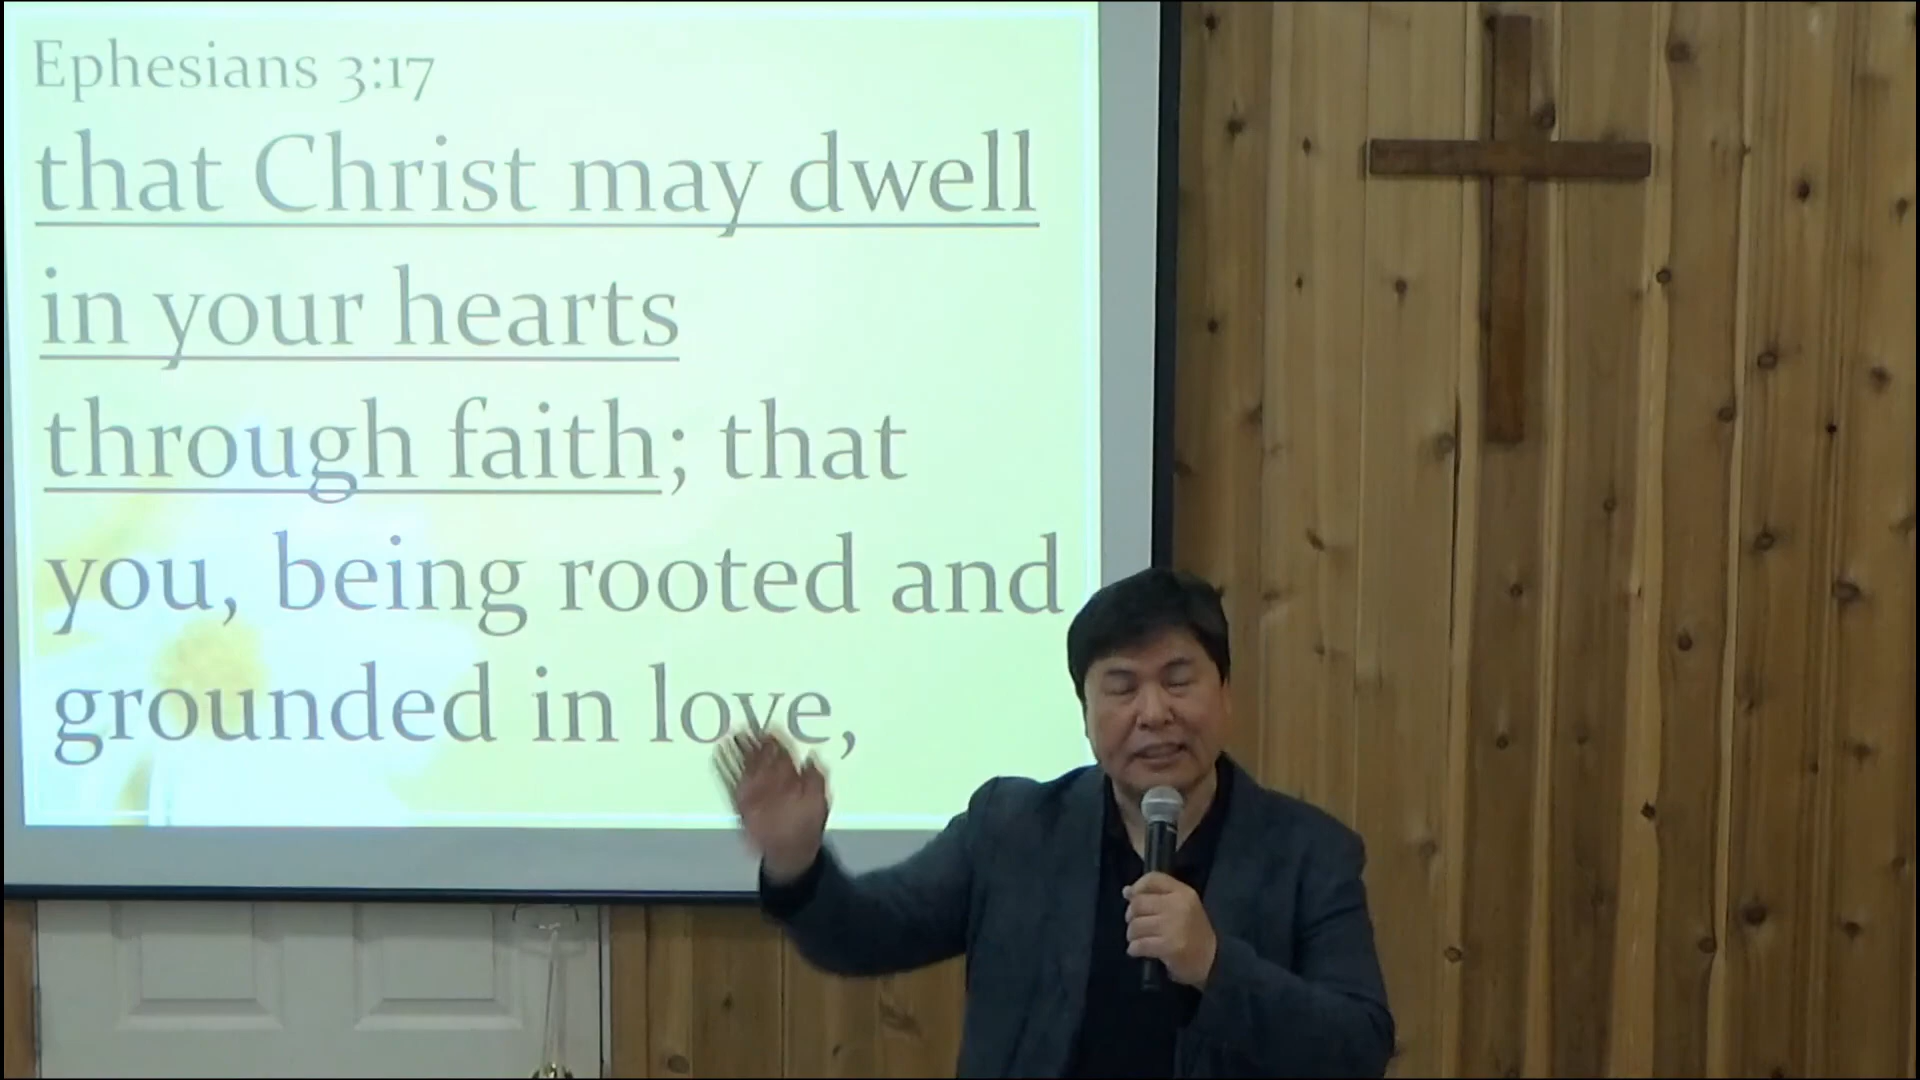 Ephesians 3:17
that Christ may dwell
in your hearts
through faith; that
you, being rooted and
grounded in love,